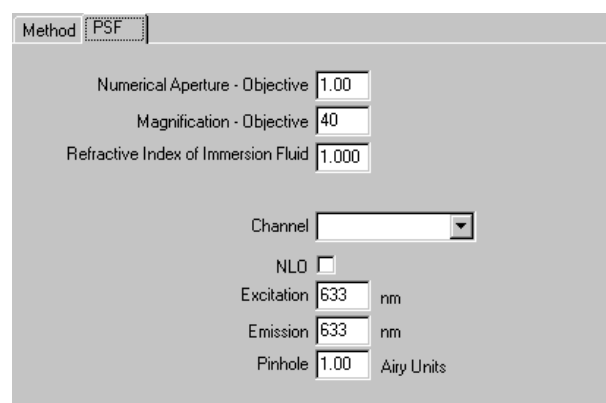 Method PSF
Numerical Aperture - Objective 1.00
Magnification - Objective 40
Refractive Index of Immersion Fluid 1.000
Channel
NLO
Excitation 633 nm
Emission 633 nm
Pinhole 1.00 Airy Units